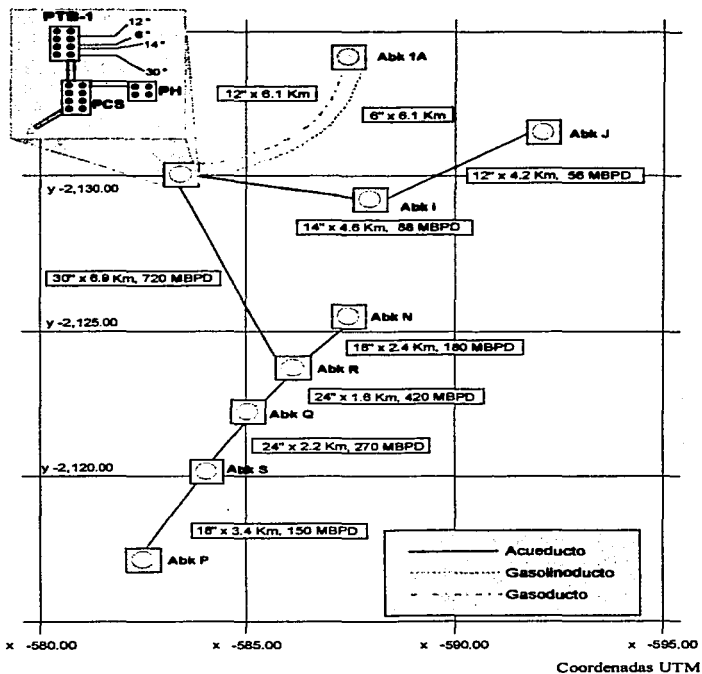 PTB-1
12"
6"
14"
30"
PCS
PH
Abk 1A
12" x 6.1 Km
6" x 6.1 Km
Abk J
12" x 4.2 Km, 56 MBPD
y -2,130.00
Abk I
14" x 4.6 Km, 88 MBPD
30" x 6.9 Km, 720 MBPD
Abk N
y -2,125.00
18" x 2.4 Km, 180 MBPD
Abk R
24" x 1.6 Km, 420 MBPD
Abk Q
24" x 2.2 Km, 270 MBPD
y -2,120.00
Abk S
18" x 3.4 Km, 150 MBPD
Abk P
Acueducto
Gasolinoducto
Gasoducto
x -580.00
x -585.00
x -590.00
x -595.00
Coordenadas UTM